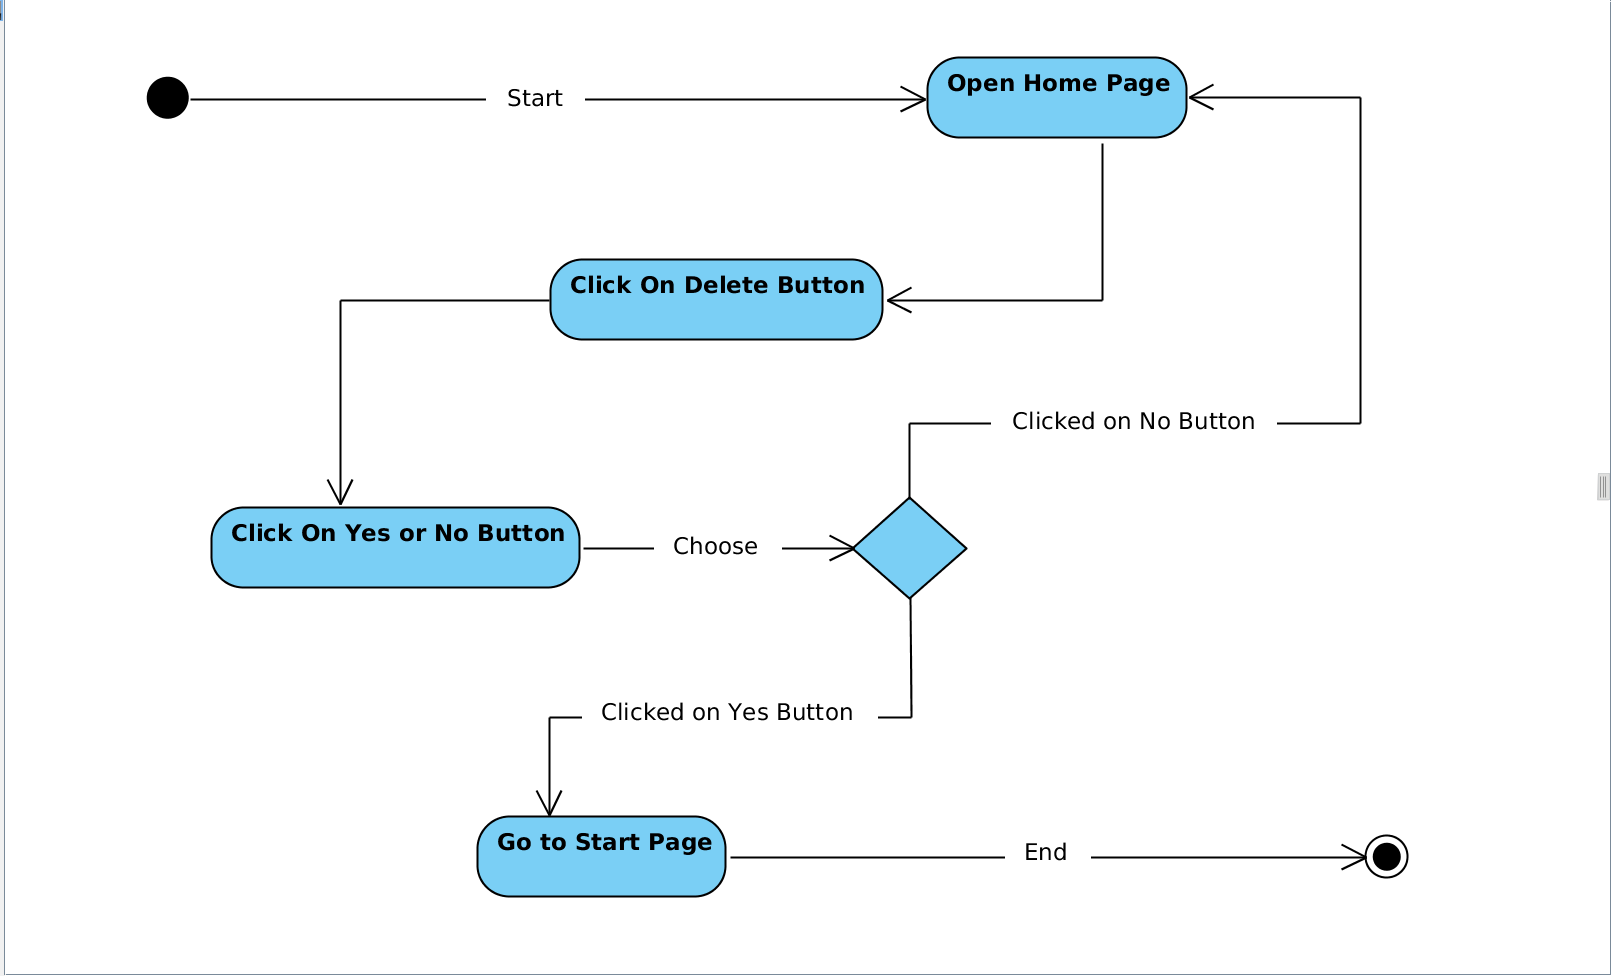 Start
Open Home Page
Click On Delete Button
Clicked on No Button
Click On Yes or No Button
Choose
Clicked on Yes Button
Go to Start Page
End